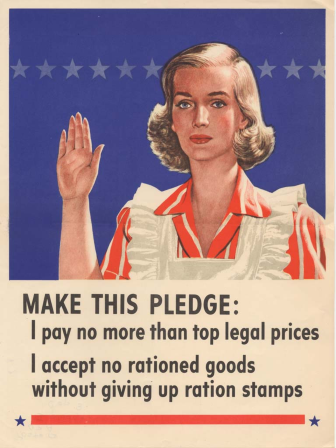 MAKE THIS PLEDGE:
I pay no more than top legal prices
I accept no rationed goods
without giving up ration stamps